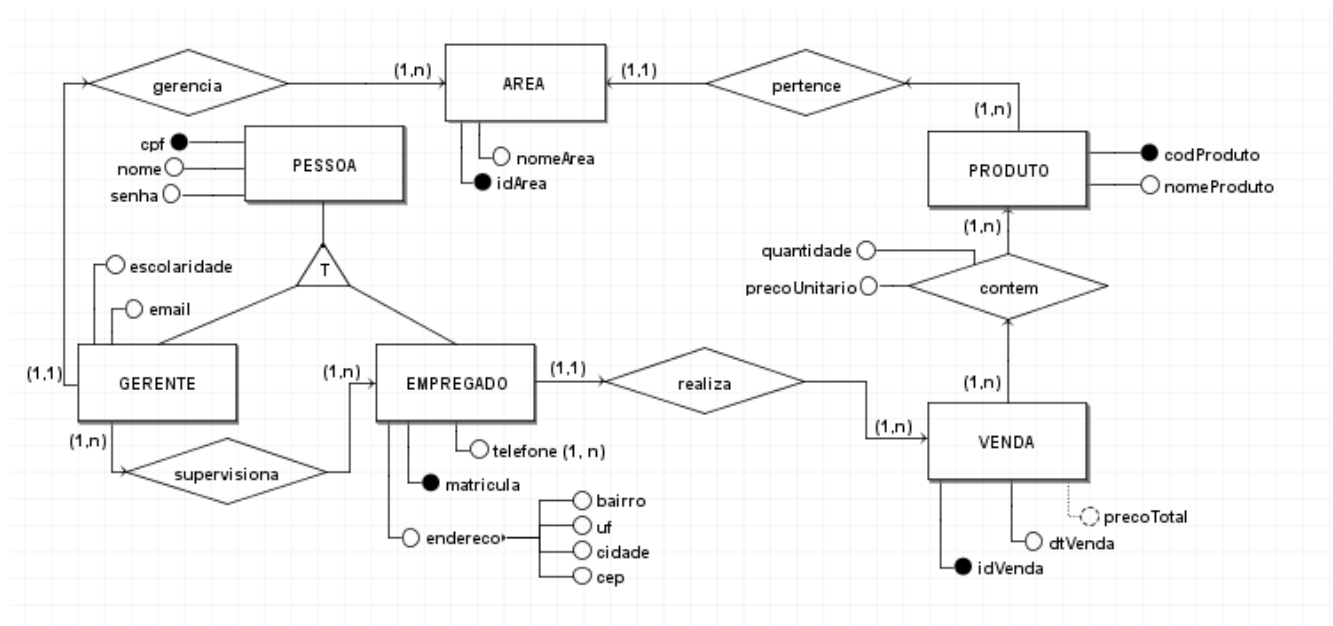 gerencia
(1,n)
AREA
(1,1)
pertence
(1,n)
nomeArea
idArea
cpf
nome
senha
PESSOA
PRODUTO
codProduto
nomeProduto
(1,n)
quantidade
precoUnitario
contem
T
escolaridade
email
(1,1)
GERENTE
(1,n)
EMPREGADO
(1,1)
realiza
(1,n)
(1,n)
VENDA
(1,n)
supervisiona
telefone (1, n)
matricula
endereco
bairro
uf
cidade
cep
precoTotal
dtVenda
idVenda